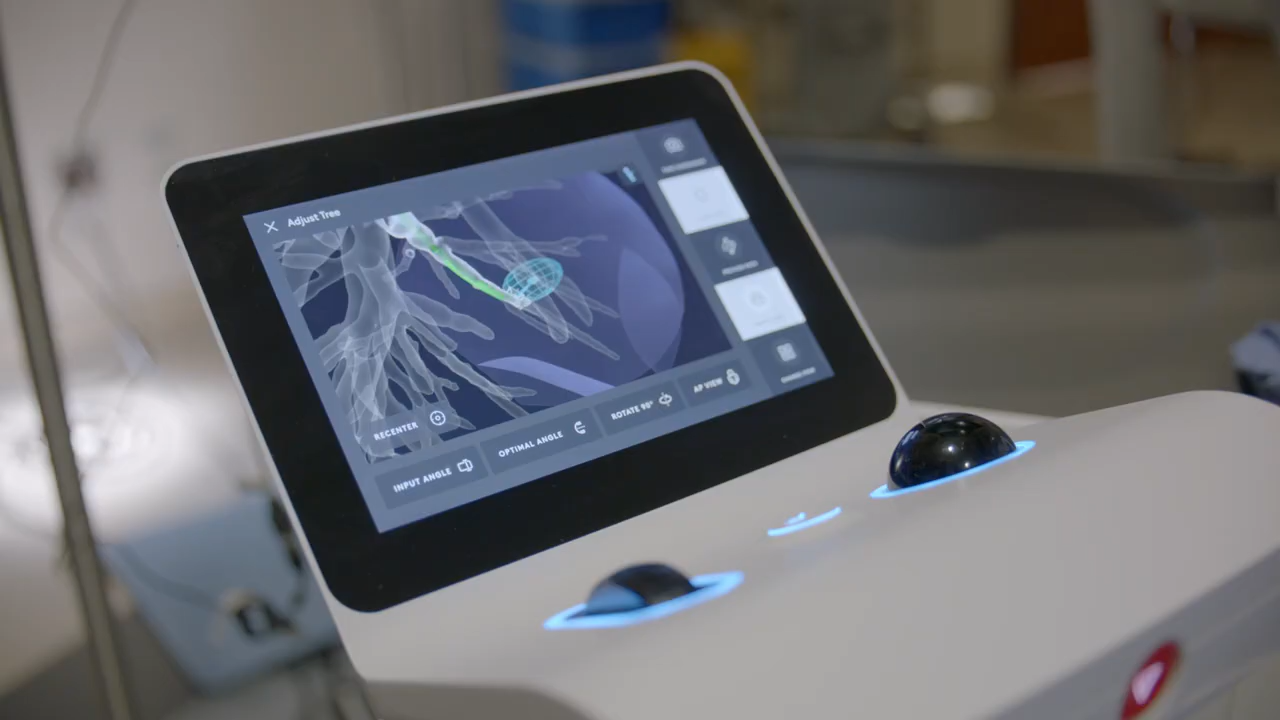 Adjust Tree
RECENTER
INPUT ANGLE
OPTIMAL ANGLE
ROTATE 90°
AP VIEW